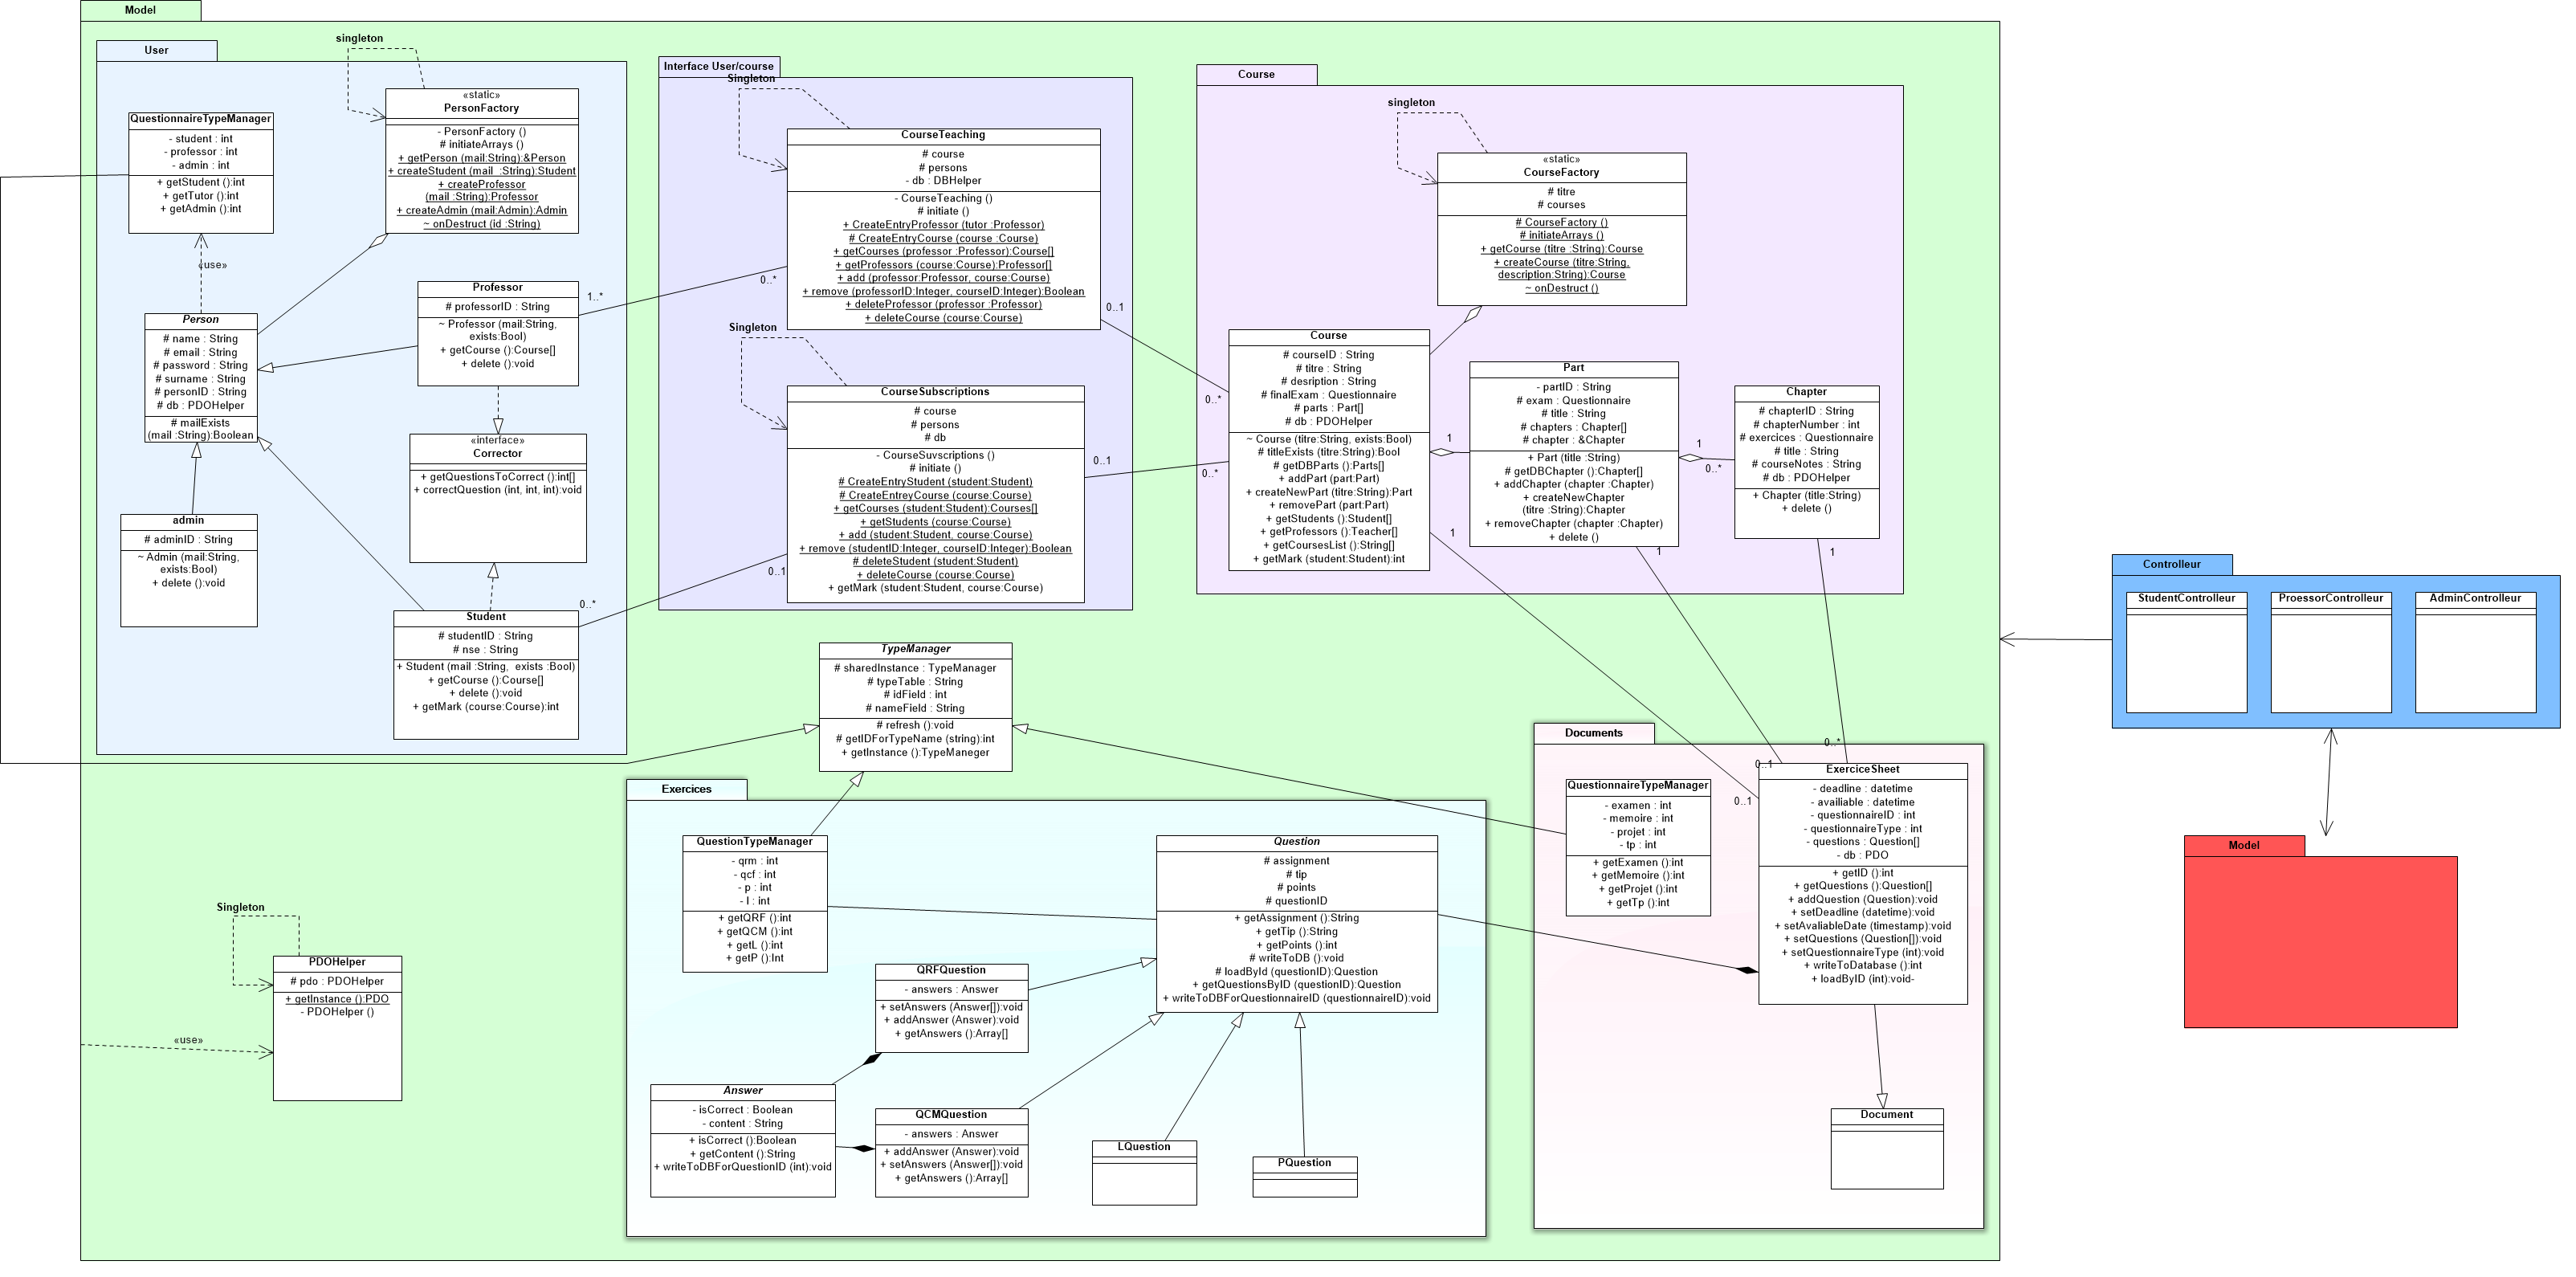 Model
User
singleton
«static»
PersonFactory
- PersonFactory ()
# initiateArrays ()
+ getPerson (mail:String):&Person
+ createStudent (mail :String):Student
+ createProfessor
(mail :String):Professor
+ createAdmin (mail:Admin):Admin
~ onDestruct (id :String)
QuestionnaireTypeManager
- student : int
- professor : int
- admin : int
+ getStudent ():int
+ getTutor ():int
+ getAdmin ():int
«use»
Professor
# professorID : String
~ Professor (mail:String,
exists:Bool)
+ getCourse ():Course[]
+ delete ():void
Person
# name : String
# email : String
# password : String
# surname : String
# personID : String
# db : PDOHelper
# mailExists
(mail :String):Boolean
«interface»
Corrector
+ getQuestionsToCorrect ():int[]
+ correctQuestion (int, int, int):void
admin
# adminID : String
~ Admin (mail:String,
exists:Bool)
+ delete ():void
Student
# studentID : String
# nse : String
+ Student (mail :String, exists :Bool)
+ getCourse ():Course[]
+ delete ():void
+ getMark (course:Course):int
1..*
0..*
0..*
0..1
Interface User/course
Singleton
CourseTeaching
# course
# persons
- db : DBHelper
- CourseTeaching ()
# initiate ()
+ CreateEntryProfessor (tutor :Professor)
# CreateEntryCourse (course :Course)
+ getCourses (professor :Professor):Course[]
+ getProfessors (course:Course):Professor[]
+ add (professor:Professor, course:Course)
+ remove (professorID:Integer, courseID:Integer):Boolean
+ deleteProfessor (professor :Professor)
+ deleteCourse (course:Course)
Singleton
CourseSubscriptions
# course
# persons
# db
- CourseSuvscriptions ()
# initiate ()
# CreateEntryStudent (student:Student)
# CreateEntreyCourse (course:Course)
+ getCourses (student:Student):Courses[]
+ getStudents (course:Course)
+ add (student:Student, course:Course)
+ remove (studentID:Integer, courseID:Integer):Boolean
# deleteStudent (student:Student)
+ deleteCourse (course:Course)
+ getMark (student:Student, course:Course)
0..1
0..*
0..1
0..*
Course
singleton
«static»
CourseFactory
# titre
# courses
# CourseFactory ()
# initiateArrays ()
+ getCourse (titre :String):Course
+ createCourse (titre:String,
description:String):Course
~ onDestruct ()
Course
# courseID : String
# titre : String
# desription : String
# finalExam : Questionnaire
# parts : Part[]
# db : PDOHelper
~ Course (titre:String, exists:Bool)
# titleExists (titre:String):Bool
# getDBParts ():Parts[]
+ addPart (part:Part)
+ createNewPart (titre:String):Part
+ removePart (part:Part)
+ getStudents ():Student[]
+ getProfessors ():Teacher[]
+ getCoursesList ():String[]
+ getMark (student:Student):int
1
1
Part
- partID : String
# exam : Questionnaire
# title : String
# chapters : Chapter[]
# chapter : &Chapter
+ Part (title :String)
# getDBChapter ():Chapter[]
+ addChapter (chapter :Chapter)
+ createNewChapter
(titre :String):Chapter
+ removeChapter (chapter :Chapter)
+ delete ()
1
0..*
1
Chapter
# chapterID : String
# chapterNumber : int
# exercices : Questionnaire
# title : String
# courseNotes : String
# db : PDOHelper
+ Chapter (title:String)
+ delete ()
1
Controlleur
StudentControlleur
ProessorControlleur
AdminControlleur
Model
TypeManager
# sharedInstance : TypeManager
# typeTable : String
# idField : int
# nameField : String
# refresh ():void
# getIDForTypeName (string):int
+ getInstance ():TypeManeger
Documents
QuestionnaireTypeManager
- examen : int
- memoire : int
- projet : int
- tp : int
+ getExamen ():int
+ getMemoire ():int
+ getProjet ():int
+ getTp ():int
0..*
0..1
0..1
ExerciceSheet
- deadline : datetime
- availiable : datetime
- questionnaireID : int
- questionnaireType : int
- questions : Question[]
- db : PDO
+ getID ():int
+ getQuestions ():Question[]
+ addQuestion (Question):void
+ setDeadline (datetime):void
+ setAvaliableDate (timestamp):void
+ setQuestions (Question[]):void
+ setQuestionnaireType (int):void
+ writeToDatabase ():int
+ loadByID (int):void-
Document
Exercices
QuestionTypeManager
- qrm : int
- qcf : int
- p : int
- l : int
+ getQRF ():int
+ getQCM ():int
+ getL ():int
+ getP ():Int
Question
# assignment
# tip
# points
# questionID
+ getAssignment ():String
+ getTip ():String
+ getPoints ():int
# writeToDB ():void
# loadById (questionID):Question
+ getQuestionsByID (questionID):Question
+ writeToDBForQuestionnaireID (questionnaireID):void
QRFQuestion
- answers : Answer
+ setAnswers (Answer[]):void
+ addAnswer (Answer):void
+ getAnswers ():Array[]
Answer
- isCorrect : Boolean
- content : String
+ isCorrect ():Boolean
+ getContent ():String
+ writeToDBForQuestionID (int):void
QCMQuestion
- answers : Answer
+ addAnswer (Answer):void
+ setAnswers (Answer[]):void
+ getAnswers ():Array[]
LQuestion
PQuestion
Singleton
PDOHelper
# pdo : PDOHelper
+ getInstance ():PDO
- PDOHelper ()
«use»